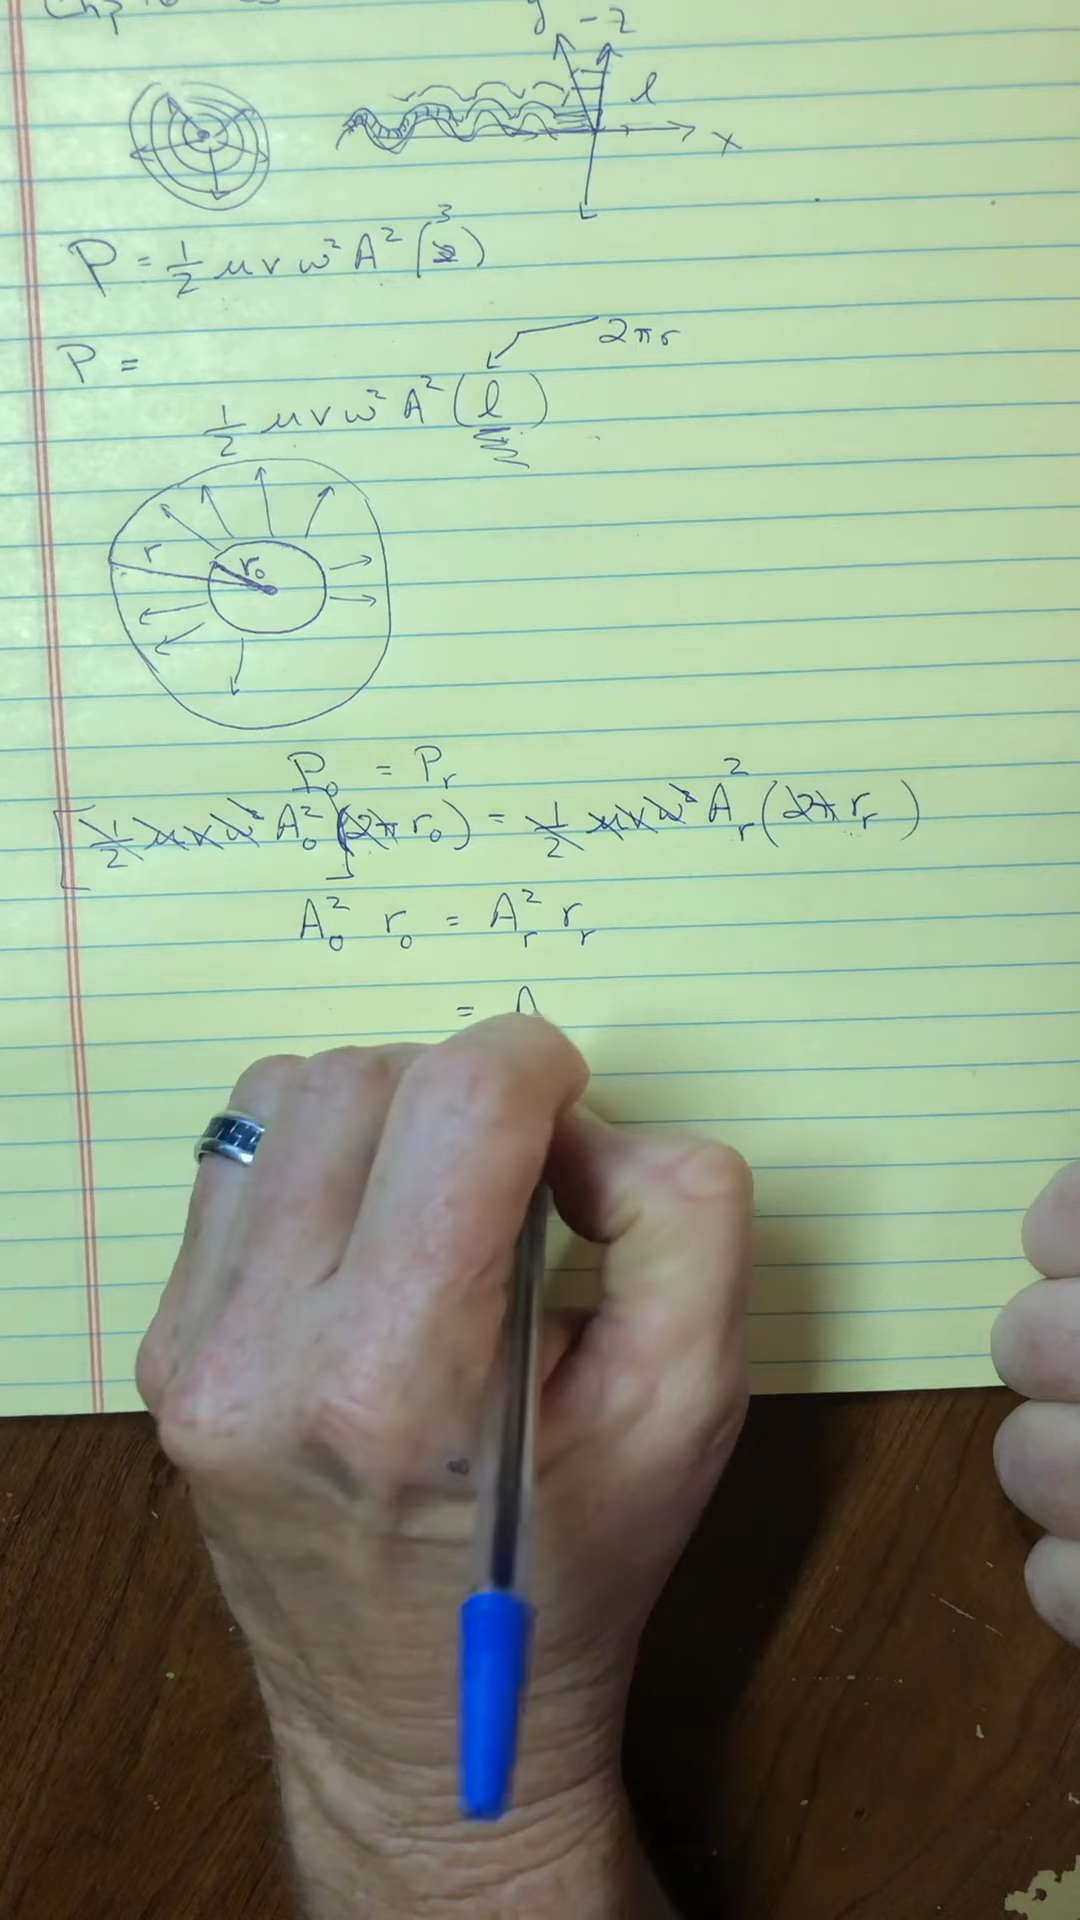 y -z
l
x
P = 1/2 μ v ω² A² (3)
2πr
P =
1/2 μ v ω² A² (l)
r r₀
P₀ = Pᵣ
[1/2 μ v ω² A₀²] (2π r₀) = 1/2 μ v ω² Aᵣ² (2π rᵣ)
A₀² r₀ = Aᵣ² rᵣ
= A